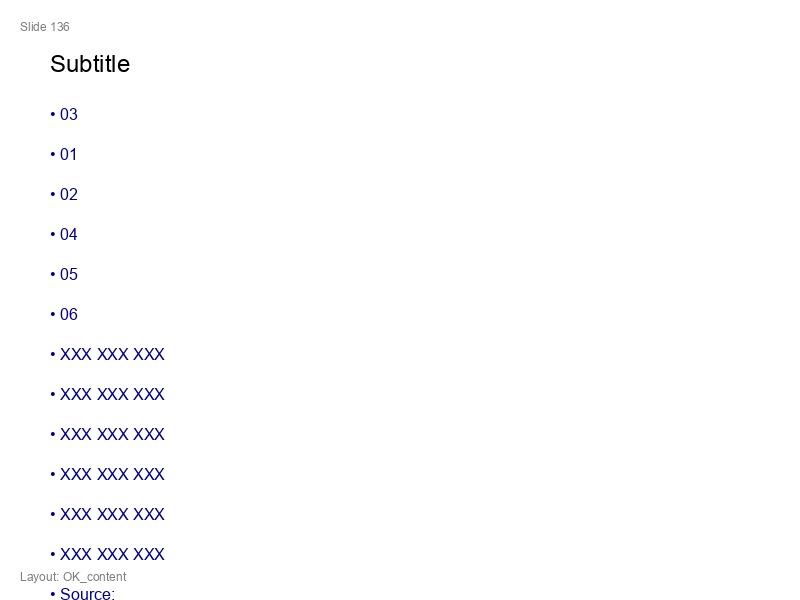 Slide 136
Subtitle
• 03
• 01
• 02
• 04
• 05
• 06
• XXX XXX XXX
• XXX XXX XXX
• XXX XXX XXX
• XXX XXX XXX
• XXX XXX XXX
• XXX XXX XXX
Layout: OK_content
• Source: